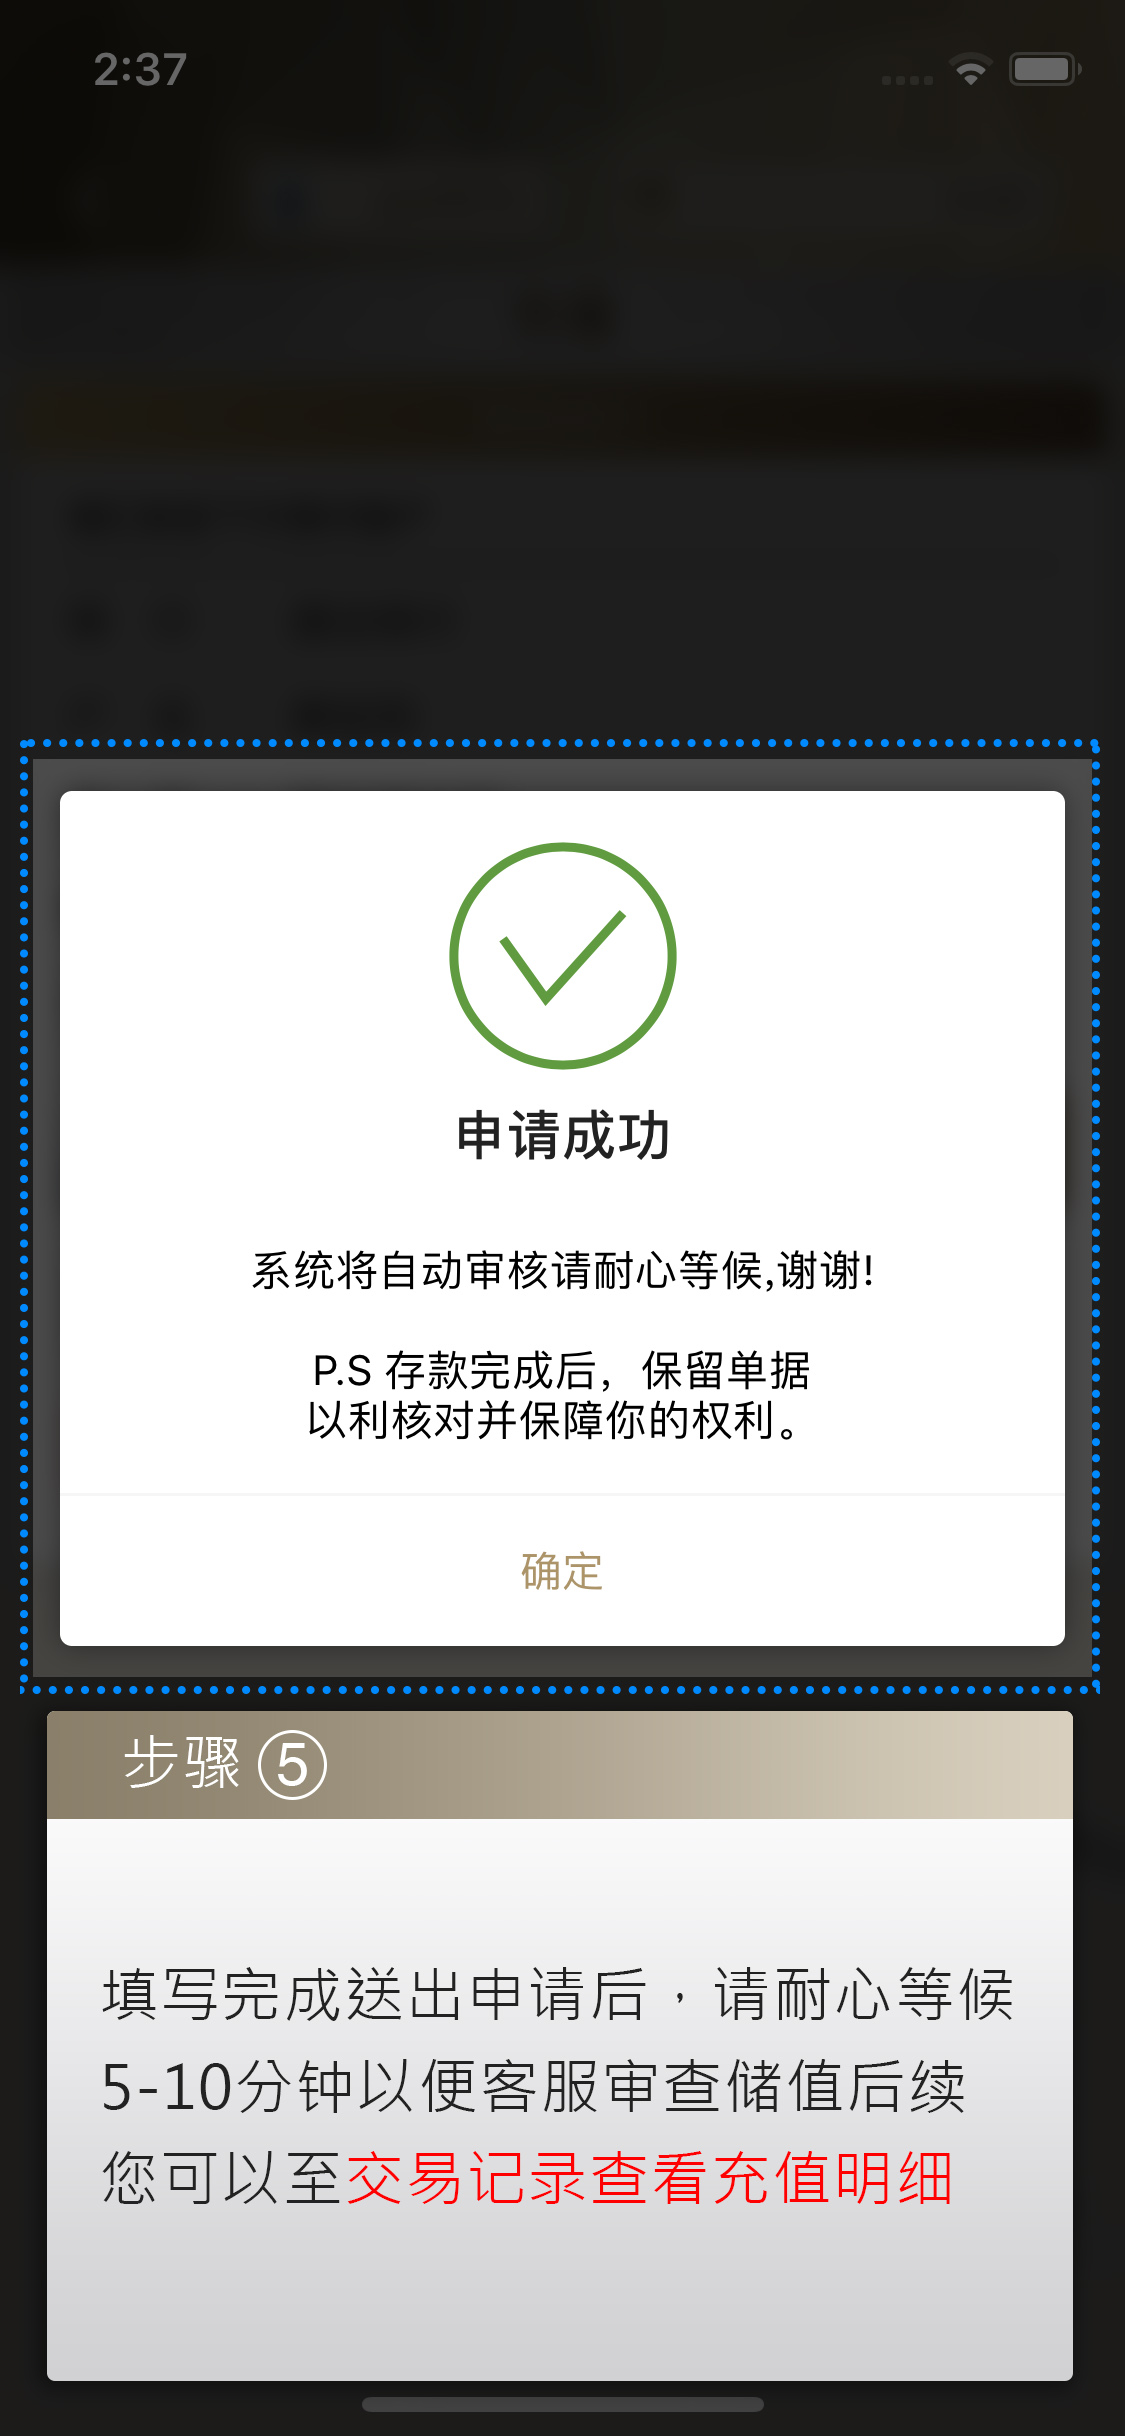 2:37
申请成功
系统将自动审核请耐心等候,谢谢!
P.S 存款完成后，保留单据
以利核对并保障你的权利。
确定
步骤 ⑤
填写完成送出申请后，请耐心等候
5-10分钟以便客服审查储值后续
您可以至交易记录查看充值明细